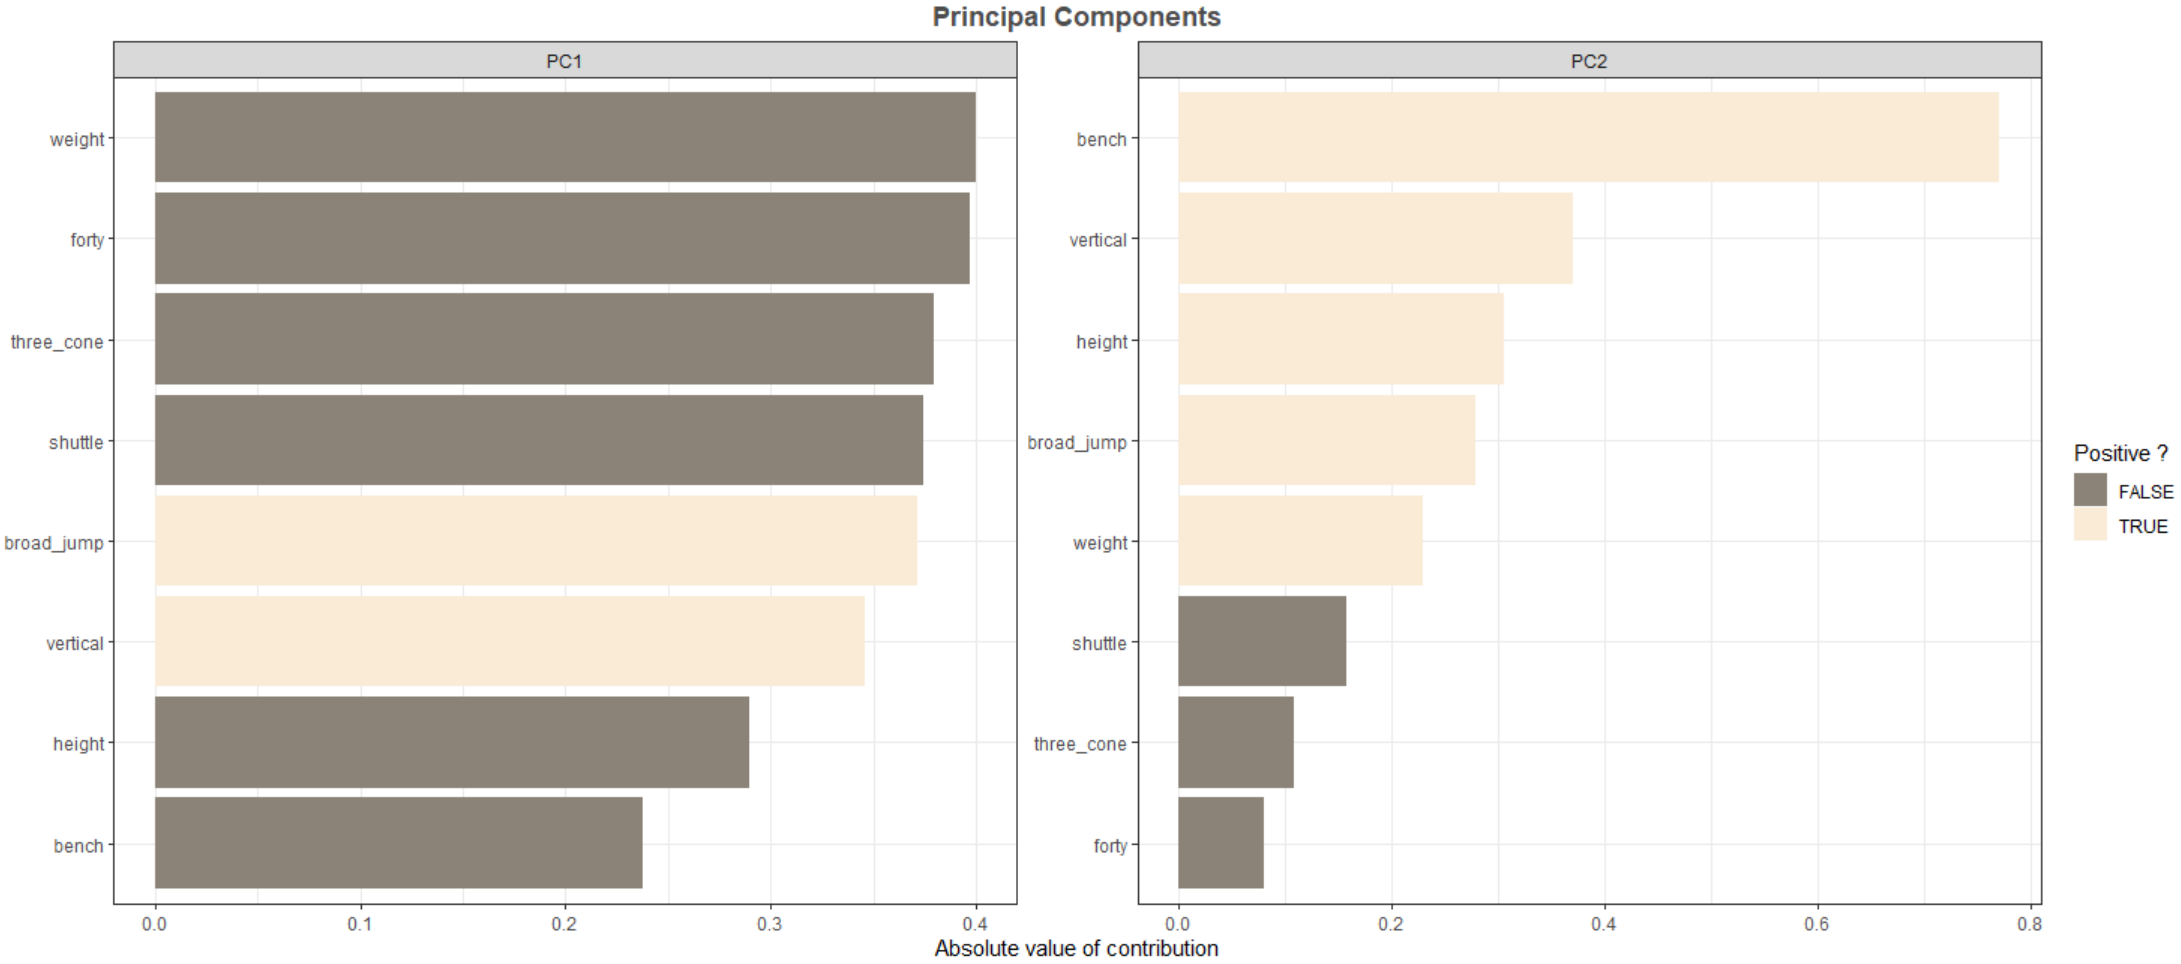 Principal Components
PC1
weight
forty
three_cone
shuttle
broad_jump
vertical
height
bench
0.0 0.1 0.2 0.3 0.4
PC2
bench
vertical
height
broad_jump
weight
shuttle
three_cone
forty
0.0 0.2 0.4 0.6 0.8
Absolute value of contribution
Positive ?
FALSE
TRUE